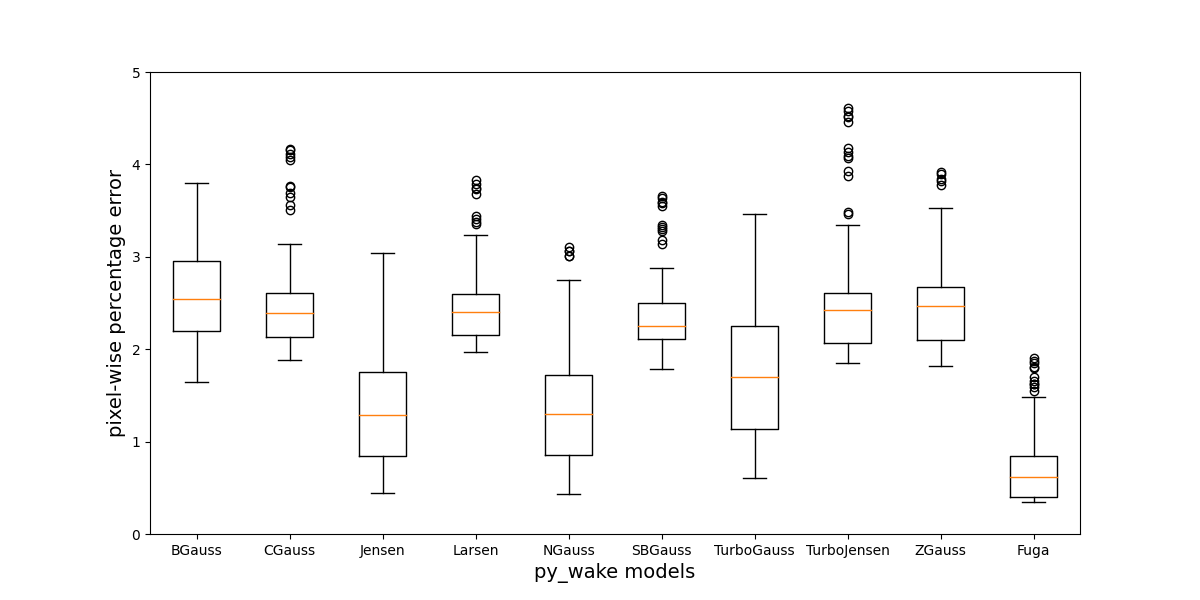 5
4
3
2
1
0
pixel-wise percentage error
BGauss CGauss Jensen Larsen NGauss SBGauss TurboGauss TurboJensen ZGauss Fuga
py_wake models